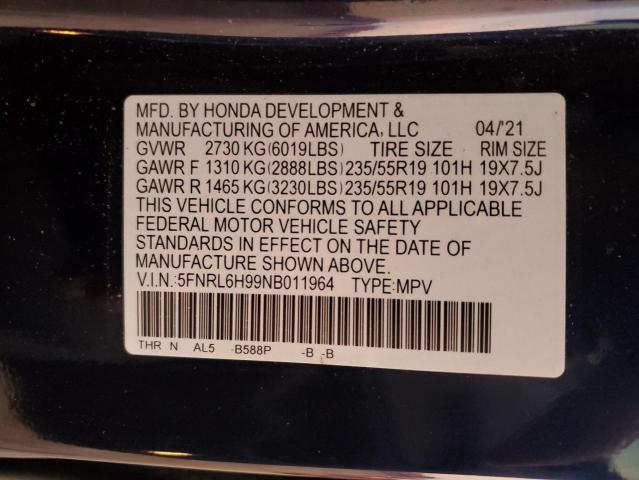 MFD. BY HONDA DEVELOPMENT &
MANUFACTURING OF AMERICA, LLC 04/'21
GVWR 2730 KG(6019LBS) TIRE SIZE RIM SIZE
GAWR F 1310 KG(2888LBS)235/55R19 101H 19X7.5J
GAWR R 1465 KG(3230LBS)235/55R19 101H 19X7.5J
THIS VEHICLE CONFORMS TO ALL APPLICABLE
FEDERAL MOTOR VEHICLE SAFETY
STANDARDS IN EFFECT ON THE DATE OF
MANUFACTURE SHOWN ABOVE.
V.I.N.:5FNRL6H99NB011964 TYPE:MPV
THR N AL5 -B588P -B -B